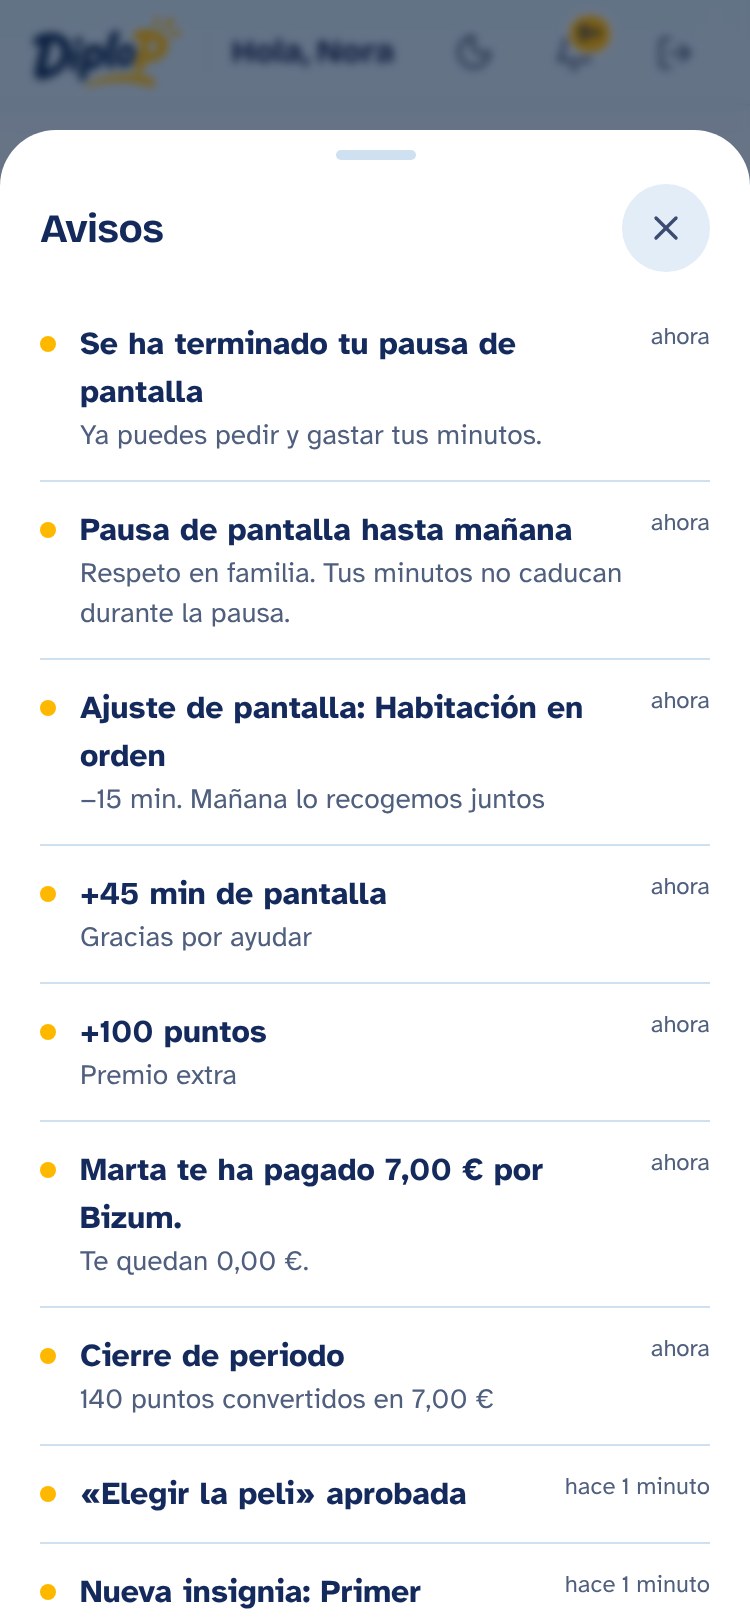 DiploP
Hola, Nora
9+
Avisos
Se ha terminado tu pausa de
pantalla
ahora
Ya puedes pedir y gastar tus minutos.
Pausa de pantalla hasta mañana
ahora
Respeto en familia. Tus minutos no caducan
durante la pausa.
Ajuste de pantalla: Habitación en
orden
ahora
–15 min. Mañana lo recogemos juntos
+45 min de pantalla
ahora
Gracias por ayudar
+100 puntos
ahora
Premio extra
Marta te ha pagado 7,00 € por
Bizum.
ahora
Te quedan 0,00 €.
Cierre de periodo
ahora
140 puntos convertidos en 7,00 €
«Elegir la peli» aprobada
hace 1 minuto
Nueva insignia: Primer
hace 1 minuto